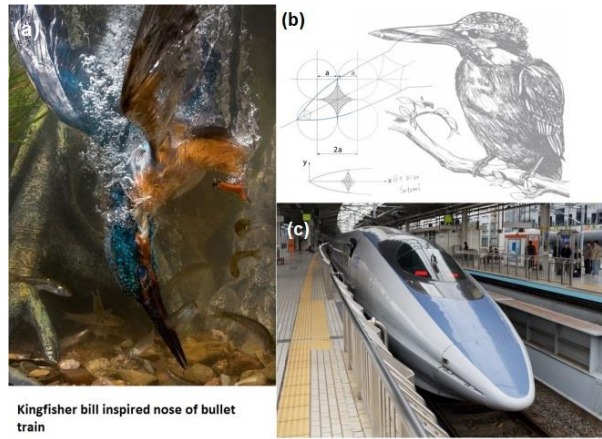 (a)
(b)
a
2a
y
x
(c)
Kingfisher bill inspired nose of bullet
train